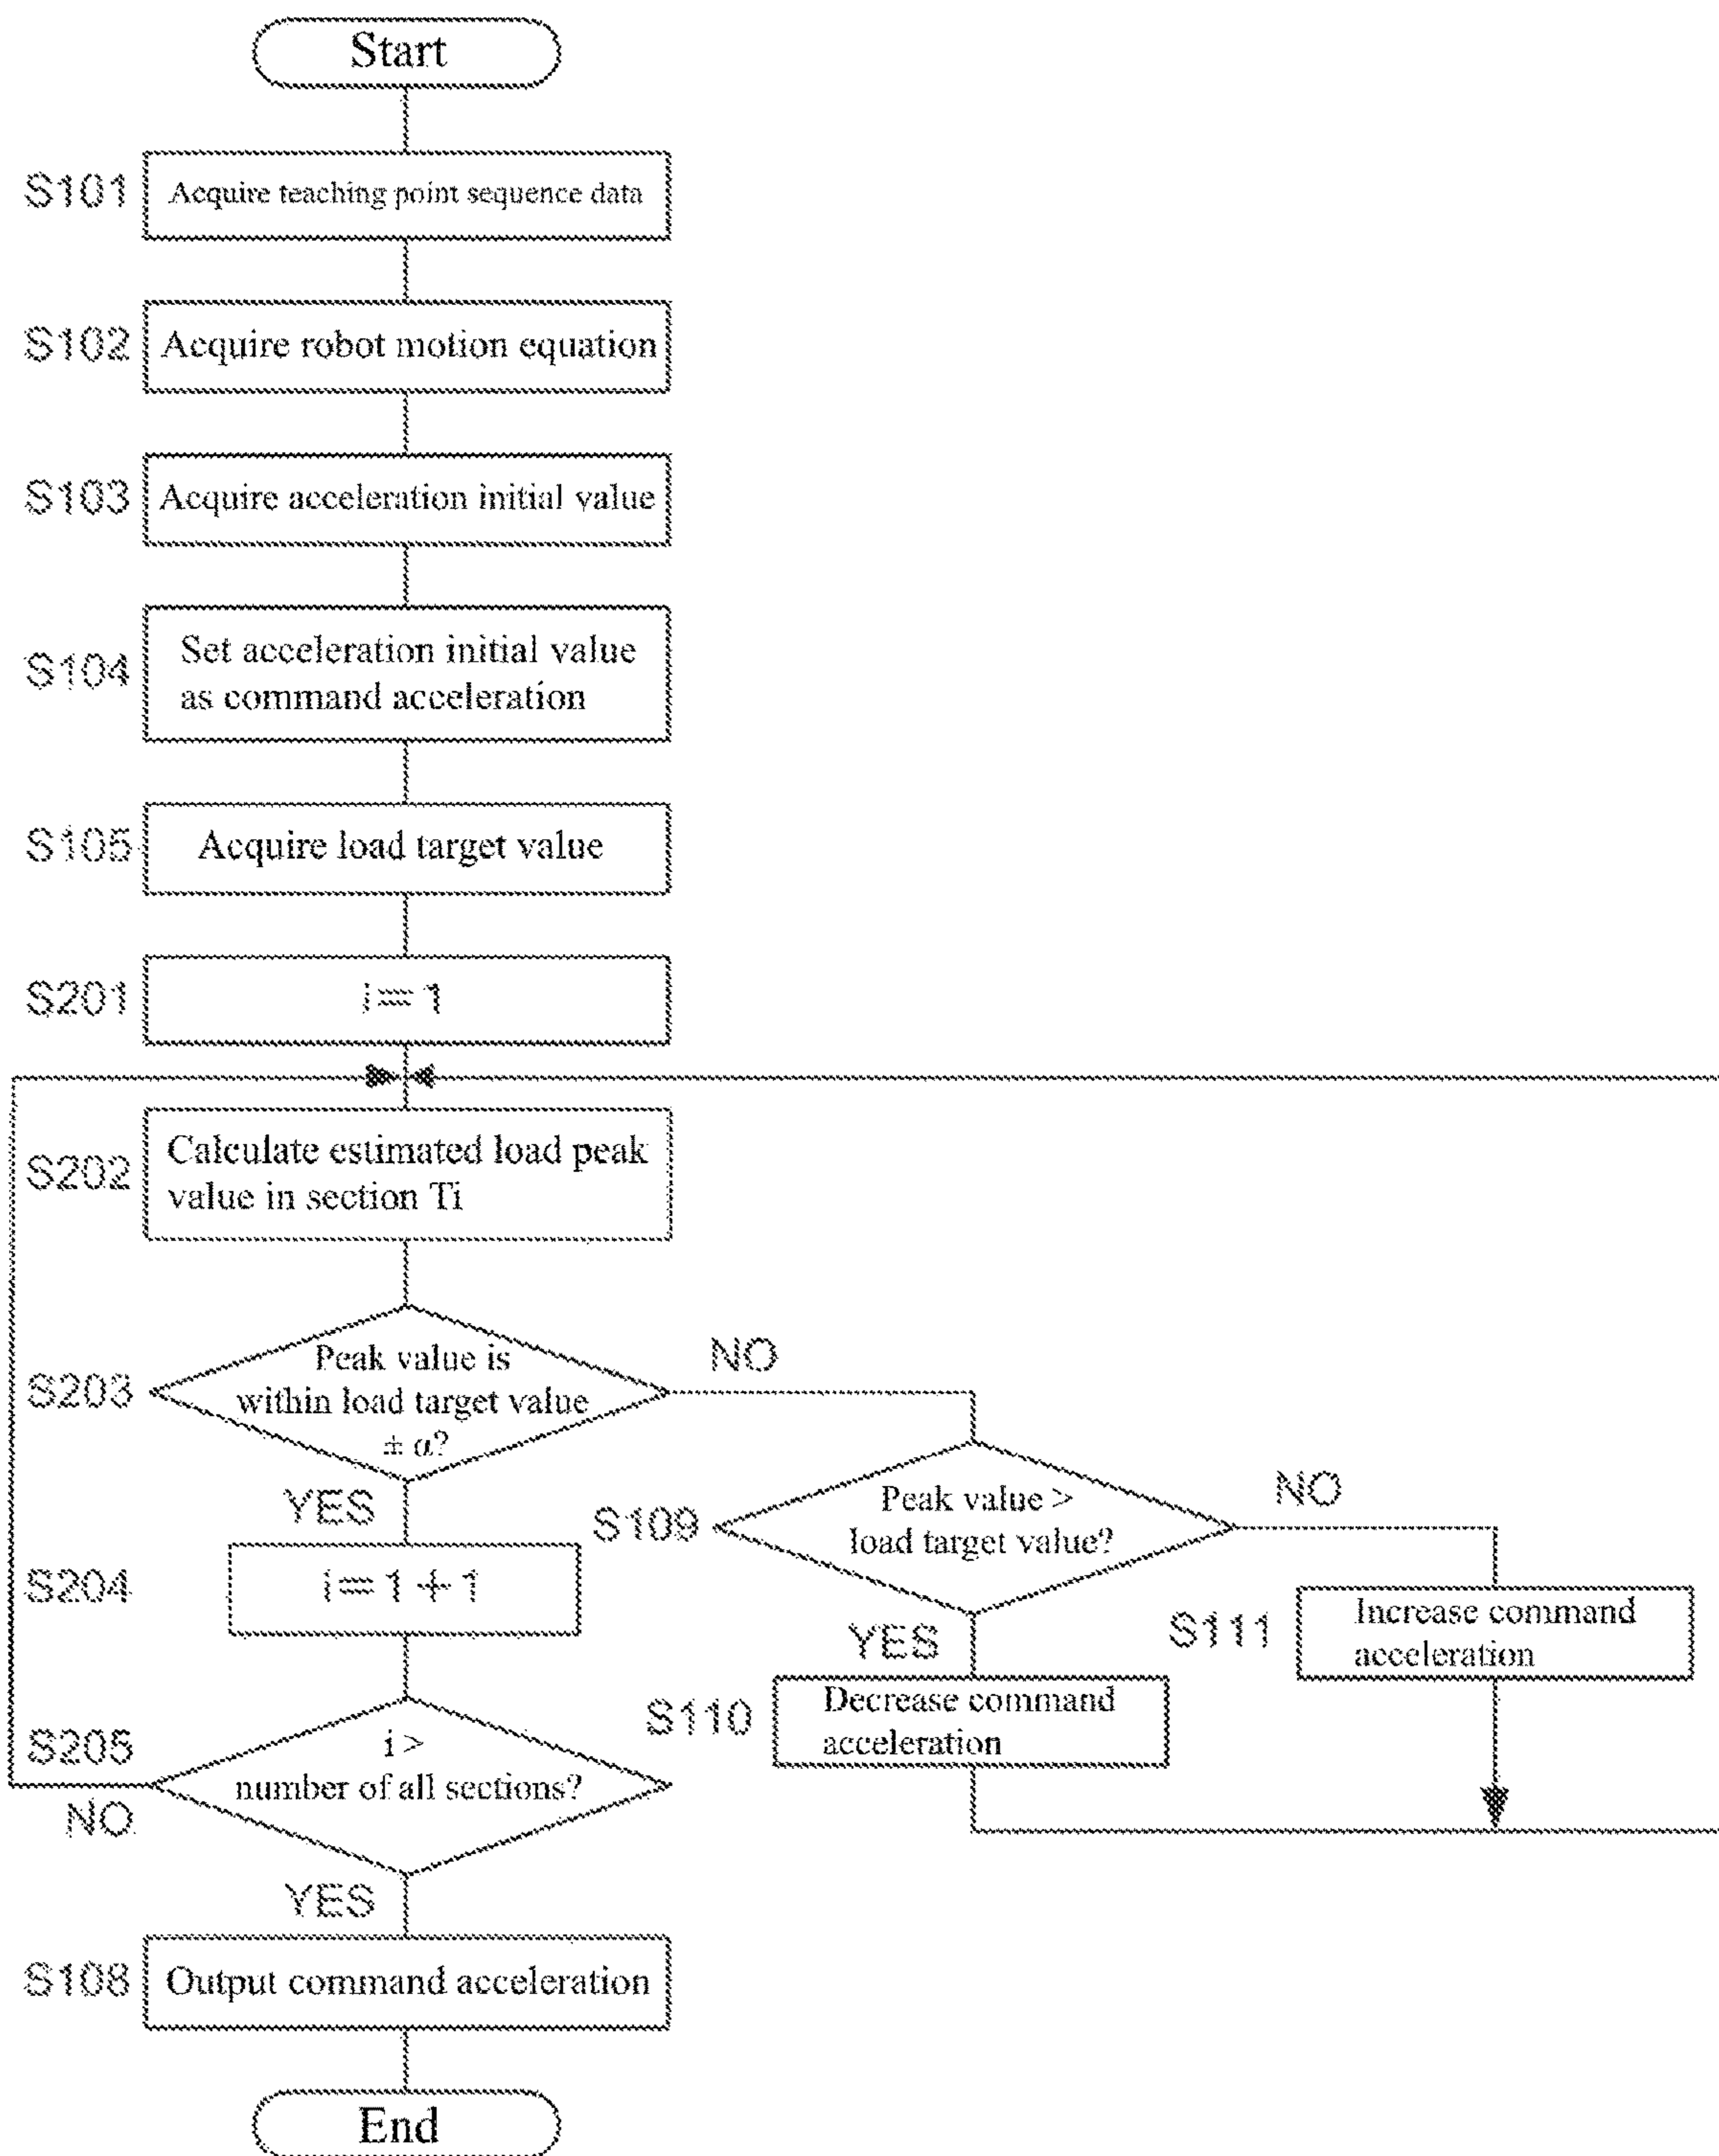 Start
S101
Acquire teaching point sequence data
S102
Acquire robot motion equation
S103
Acquire acceleration initial value
S104
Set acceleration initial value
as command acceleration
S105
Acquire load target value
S201
i = 1
S202
Calculate estimated load peak
value in section Ti
S203
Peak value is
within load target value
± α?
NO
YES
S109
Peak value >
load target value?
NO
YES
S204
i = 1 + 1
S111
Increase command
acceleration
S110
Decrease command
acceleration
S205
i >
number of all sections?
NO
YES
S108
Output command acceleration
End